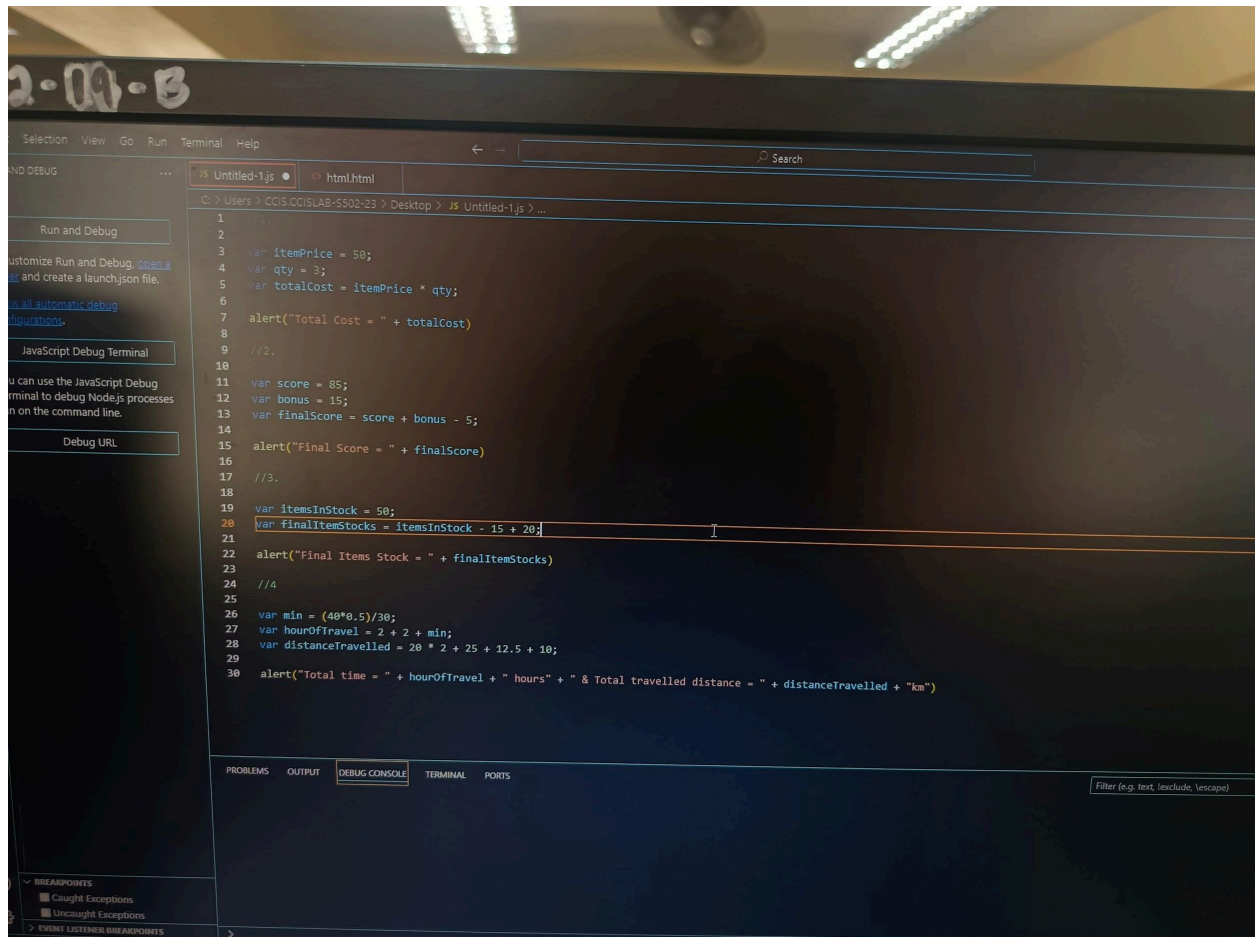 2-09-B
Selection View Go Run Terminal Help
Search
AND DEBUG ...
JS Untitled-1.js ● html.html
C: > Users > CCIS.CCISLAB-S502-23 > Desktop > JS Untitled-1.js > ...
Run and Debug
ustomize Run and Debug, open a
and create a launch.json file.
w all automatic debug
nfigurations.
JavaScript Debug Terminal
u can use the JavaScript Debug
rminal to debug Node.js processes
n on the command line.
Debug URL
1
2
3 var itemPrice = 50;
4 var qty = 3;
5 var totalCost = itemPrice * qty;
6
7 alert("Total Cost = " + totalCost)
8
9 //2.
10
11 var score = 85;
12 var bonus = 15;
13 var finalScore = score + bonus - 5;
14
15 alert("Final Score = " + finalScore)
16
17 //3.
18
19 var itemsInStock = 50;
20 var finalItemStocks = itemsInStock - 15 + 20;
21
22 alert("Final Items Stock = " + finalItemStocks)
23
24 //4
25
26 var min = (40*0.5)/30;
27 var hourOfTravel = 2 + 2 + min;
28 var distanceTravelled = 20 * 2 + 25 + 12.5 + 10;
29
30 alert("Total time = " + hourOfTravel + " hours" + " & Total travelled distance = " + distanceTravelled + "km")
PROBLEMS OUTPUT DEBUG CONSOLE TERMINAL PORTS
Filter (e.g. text, !exclude, \escape)
BREAKPOINTS
Caught Exceptions
Uncaught Exceptions
> EVENT LISTENER BREAKPOINTS
>